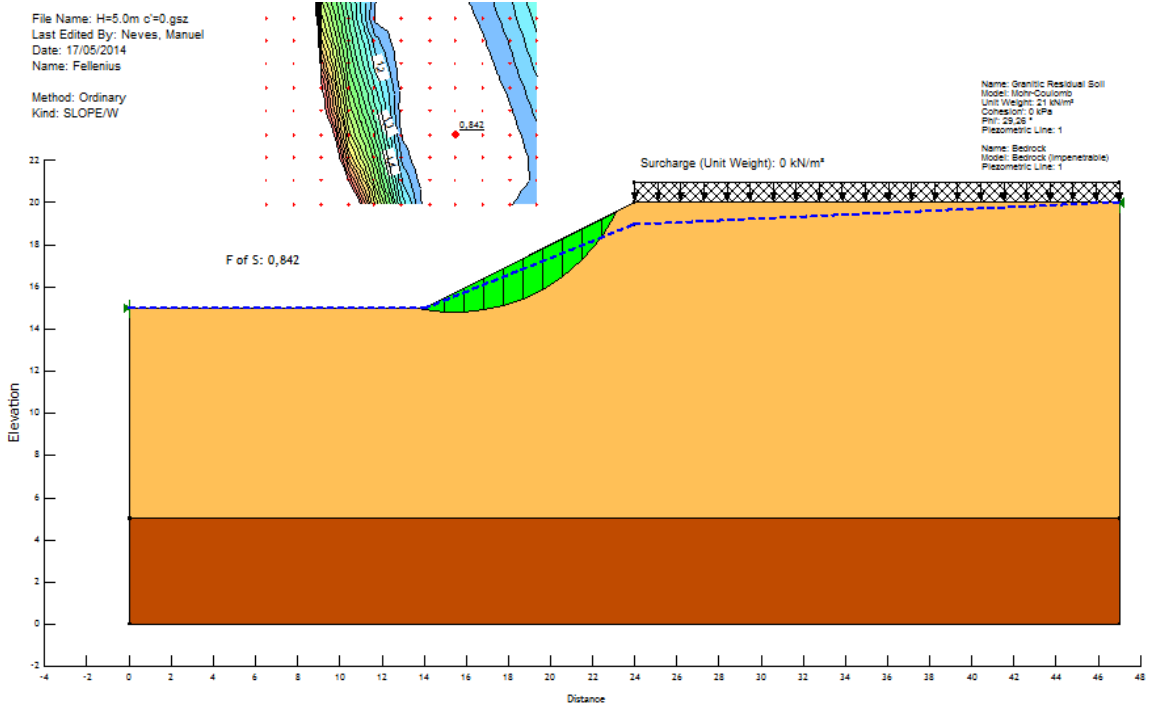 File Name: H=5.0m c'=0.gsz
Last Edited By: Neves, Manuel
Date: 17/05/2014
Name: Fellenius
Method: Ordinary
Kind: SLOPE/W
1,2
0,842
Name: Granitic Residual Soil
Model: Mohr-Coulomb
Unit Weight: 21 kN/m³
Cohesion': 0 kPa
Phi': 29,26 °
Piezometric Line: 1
Name: Bedrock
Model: Bedrock (Impenetrable)
Piezometric Line: 1
Surcharge (Unit Weight): 0 kN/m³
F of S: 0,842
22
20
18
16
14
12
10
8
6
4
2
0
-2
Elevation
-4 -2 0 2 4 6 8 10 12 14 16 18 20 22 24 26 28 30 32 34 36 38 40 42 44 46 48
Distance